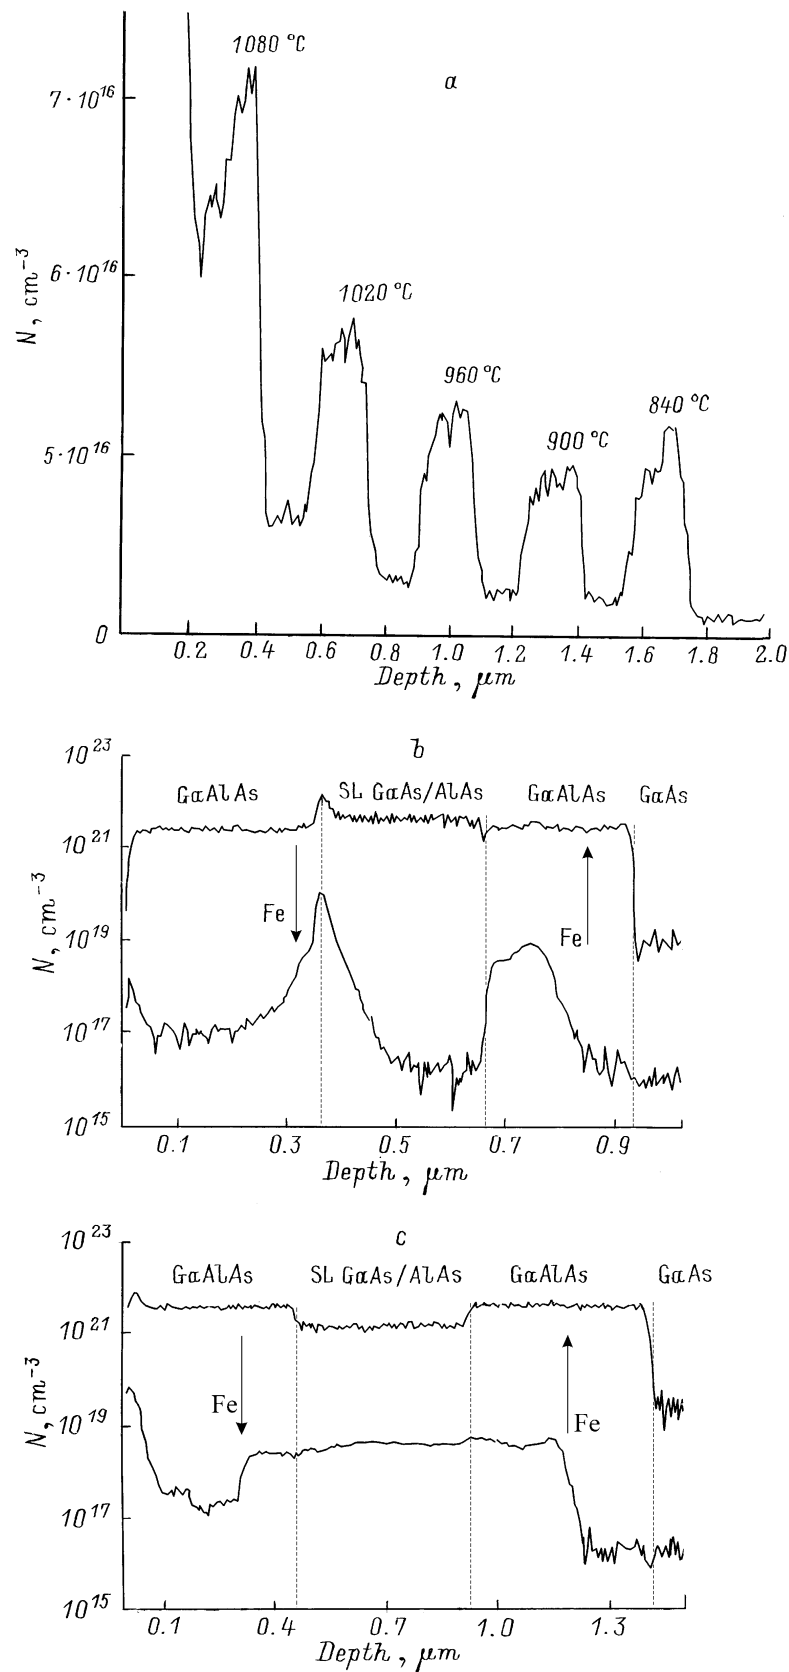 1080 °C
a
7·10^16
N, cm^-3
6·10^16
1020 °C
960 °C
840 °C
900 °C
5·10^16
0
0.2 0.4 0.6 0.8 1.0 1.2 1.4 1.6 1.8 2.0
Depth, μm
b
10^23
GaAlAs SL GaAs/AlAs GaAlAs GaAs
10^21
Fe Fe
N, cm^-3
10^19
10^17
10^15
0.1 0.3 0.5 0.7 0.9
Depth, μm
c
10^23
GaAlAs SL GaAs/AlAs GaAlAs GaAs
10^21
Fe Fe
N, cm^-3
10^19
10^17
10^15
0.1 0.4 0.7 1.0 1.3
Depth, μm